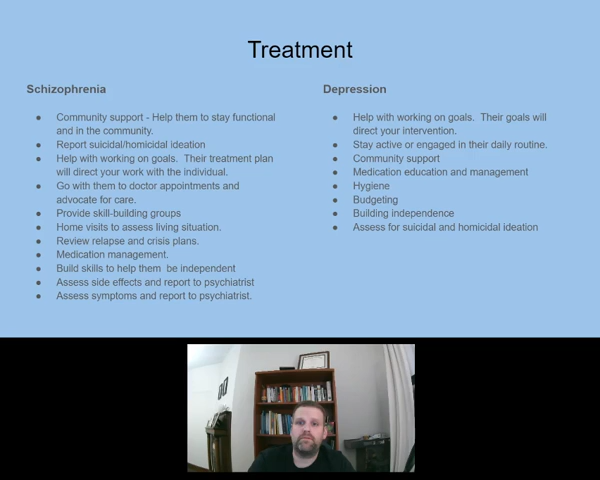 Treatment
Schizophrenia
● Community support - Help them to stay functional
and in the community.
● Report suicidal/homicidal ideation
● Help with working on goals.  Their treatment plan
will direct your work with the individual.
● Go with them to doctor appointments and
advocate for care.
● Provide skill-building groups
● Home visits to assess living situation.
● Review relapse and crisis plans.
● Medication management.
● Build skills to help them  be independent
● Assess side effects and report to psychiatrist
● Assess symptoms and report to psychiatrist.
Depression
● Help with working on goals.  Their goals will
direct your intervention.
● Stay active or engaged in their daily routine.
● Community support
● Medication education and management
● Hygiene
● Budgeting
● Building independence
● Assess for suicidal and homicidal ideation